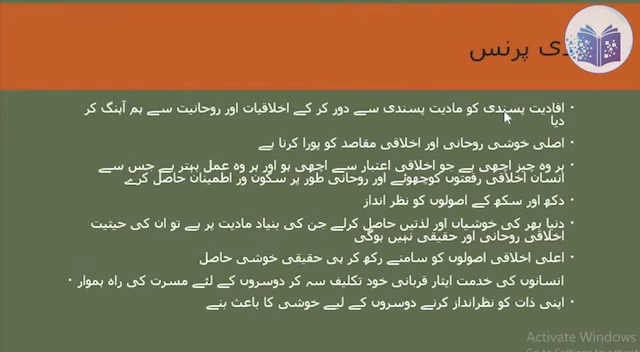 دی پرنس
• افادیت پسندی کو مادیت پسندی سے دور کر کے اخلاقیات اور روحانیت سے ہم آہنگ کر
دیا
• اصلی خوشی روحانی اور اخلاقی مقاصد کو پورا کرنا ہے
• ہر وہ چیز اچھی ہے جو اخلاقی اعتبار سے اچھی ہو اور ہر وہ عمل بہتر ہے جس سے
انسان اخلاقی رفعتوں کوچھوئے اور روحانی طور پر سکون ور اطمینان حاصل کرے
• دکھ اور سکھ کے اصولوں کو نظر انداز
• دنیا بھر کی خوشیاں اور لذتیں حاصل کرلے جن کی بنیاد مادیت پر ہے تو ان کی حیثیت
اخلاقی روحانی اور حقیقی نہیں ہوگی
• اعلی اخلاقی اصولوں کو سامنے رکھ کر ہی حقیقی خوشی حاصل
انسانوں کی خدمت ایثار قربانی خود تکلیف سہ کر دوسروں کے لئے مسرت کی راہ ہموار •
• اپنی ذات کو نظرانداز کرنے دوسروں کے لیے خوشی کا باعث بنے
Activate Windows